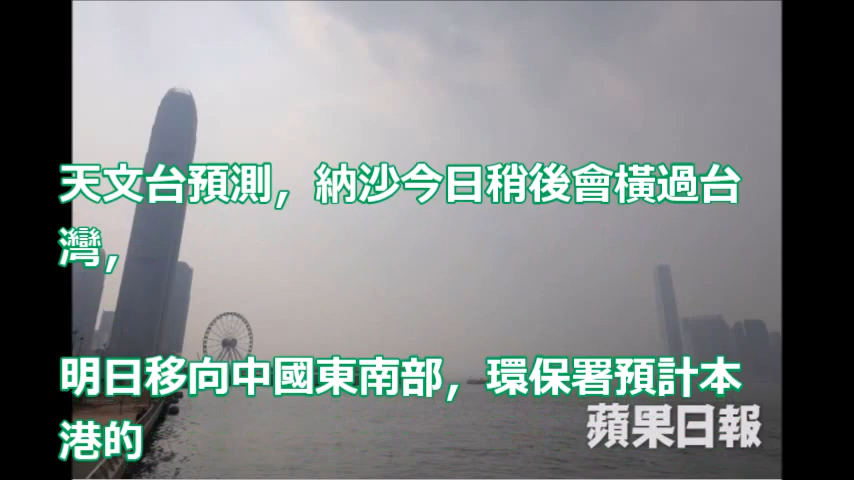 天文台預測，納沙今日稍後會橫過台
灣，
明日移向中國東南部，環保署預計本
港的
蘋果日報